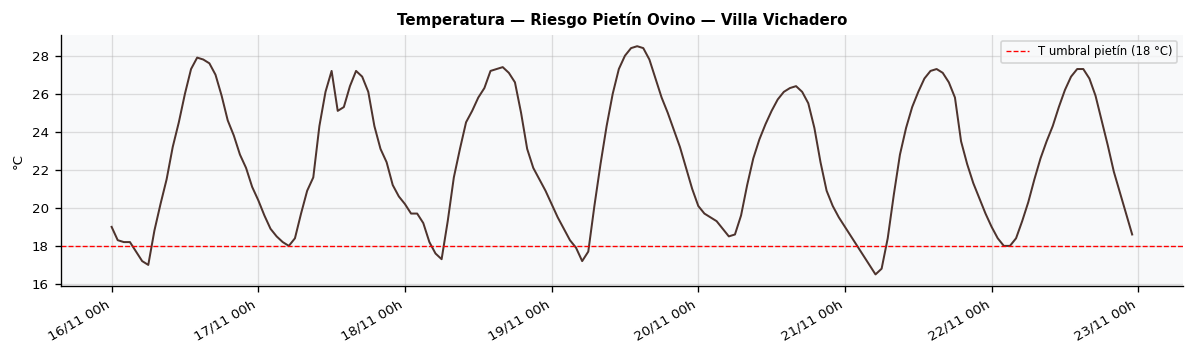 Temperatura — Riesgo Pietín Ovino — Villa Vichadero
T umbral pietín (18 °C)
°C
28
26
24
22
20
18
16
16/11 00h
17/11 00h
18/11 00h
19/11 00h
20/11 00h
21/11 00h
22/11 00h
23/11 00h